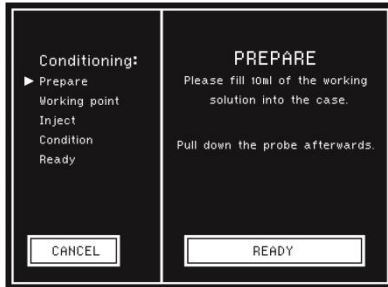 Conditioning:
Prepare
Working point
Inject
Condition
Ready
CANCEL
PREPARE
Please fill 10ml of the working
solution into the case.
Pull down the probe afterwards.
READY